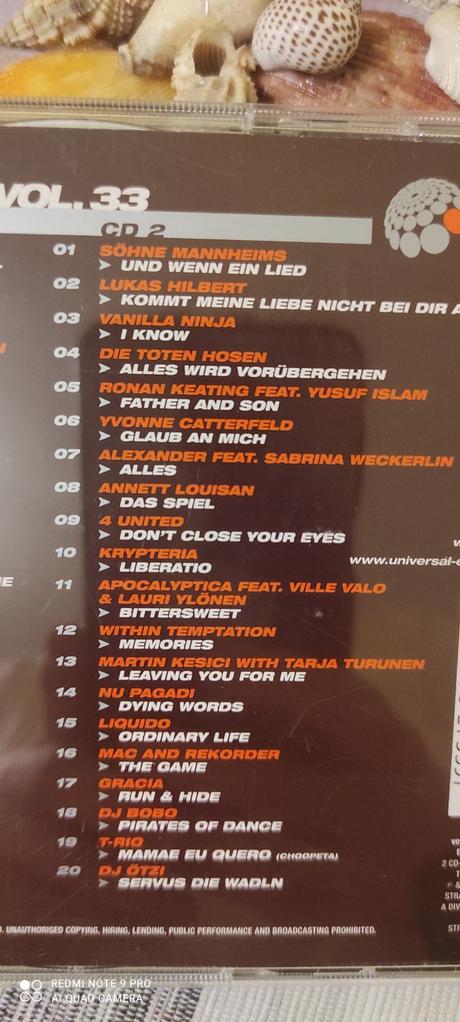 VOL. 33
CD 2
01 SÖHNE MANNHEIMS
➤ UND WENN EIN LIED
02 LUKAS HILBERT
➤ KOMMT MEINE LIEBE NICHT BEI DIR A
03 VANILLA NINJA
➤ I KNOW
04 DIE TOTEN HOSEN
➤ ALLES WIRD VORÜBERGEHEN
05 RONAN KEATING FEAT. YUSUF ISLAM
➤ FATHER AND SON
06 YVONNE CATTERFELD
➤ GLAUB AN MICH
07 ALEXANDER FEAT. SABRINA WECKERLIN
➤ ALLES
08 ANNETT LOUISAN
➤ DAS SPIEL
09 4 UNITED
➤ DON'T CLOSE YOUR EYES
10 KRYPTERIA
➤ LIBERATIO
www.universal-e
11 APOCALYPTICA FEAT. VILLE VALO
& LAURI YLÖNEN
➤ BITTERSWEET
12 WITHIN TEMPTATION
➤ MEMORIES
13 MARTIN KESICI WITH TARJA TURUNEN
➤ LEAVING YOU FOR ME
14 NU PAGADI
➤ DYING WORDS
15 LIQUIDO
➤ ORDINARY LIFE
16 MAC AND REKORDER
➤ THE GAME
17 GRACIA
➤ RUN & HIDE
18 DJ BOBO
➤ PIRATES OF DANCE
19 T-RIO
➤ MAMAE EU QUERO (CHOOPETA)
20 DJ ÖTZI
➤ SERVUS DIE WADLN
2 CD
A DIV
UNAUTHORISED COPYING, HIRING, LENDING, PUBLIC PERFORMANCE AND BROADCASTING PROHIBITED.
REDMI NOTE 9 PRO
AI QUAD CAMERA